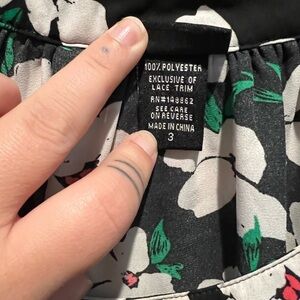 100% POLYESTER
EXCLUSIVE OF
LACE TRIM
RN#148862
SEE CARE
ON REVERSE
MADE IN CHINA
3